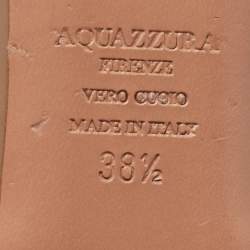 AQUAZZURA
FIRENZE
VERO CUOIO
MADE IN ITALY
38½